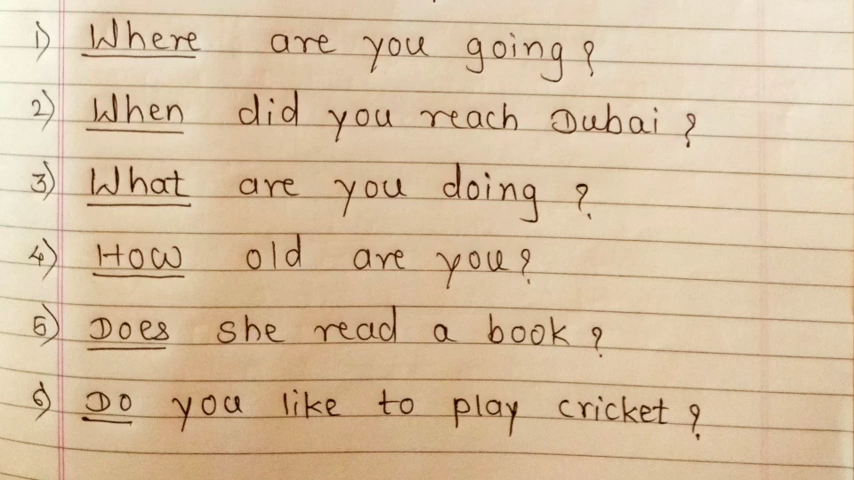 1) Where are you going?
2) When did you reach Dubai?
3) What are you doing?
4) How old are you?
5) Does she read a book?
6) Do you like to play cricket?